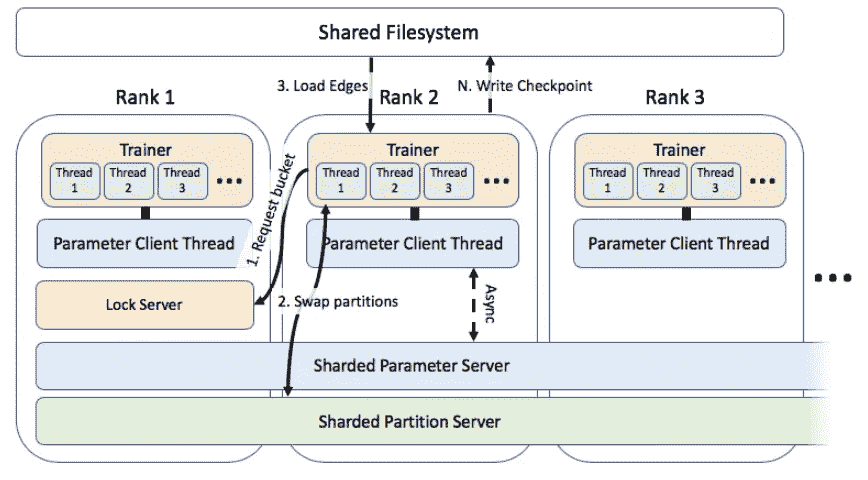 Shared Filesystem
3. Load Edges
N. Write Checkpoint
Rank 1
Rank 2
Rank 3
Trainer
Thread 1
Thread 2
Thread 3
...
Trainer
Thread 1
Thread 2
Thread 3
...
Trainer
Thread 1
Thread 2
Thread 3
...
1. Request bucket
Parameter Client Thread
Parameter Client Thread
Parameter Client Thread
...
Lock Server
2. Swap partitions
Async
Sharded Parameter Server
Sharded Partition Server